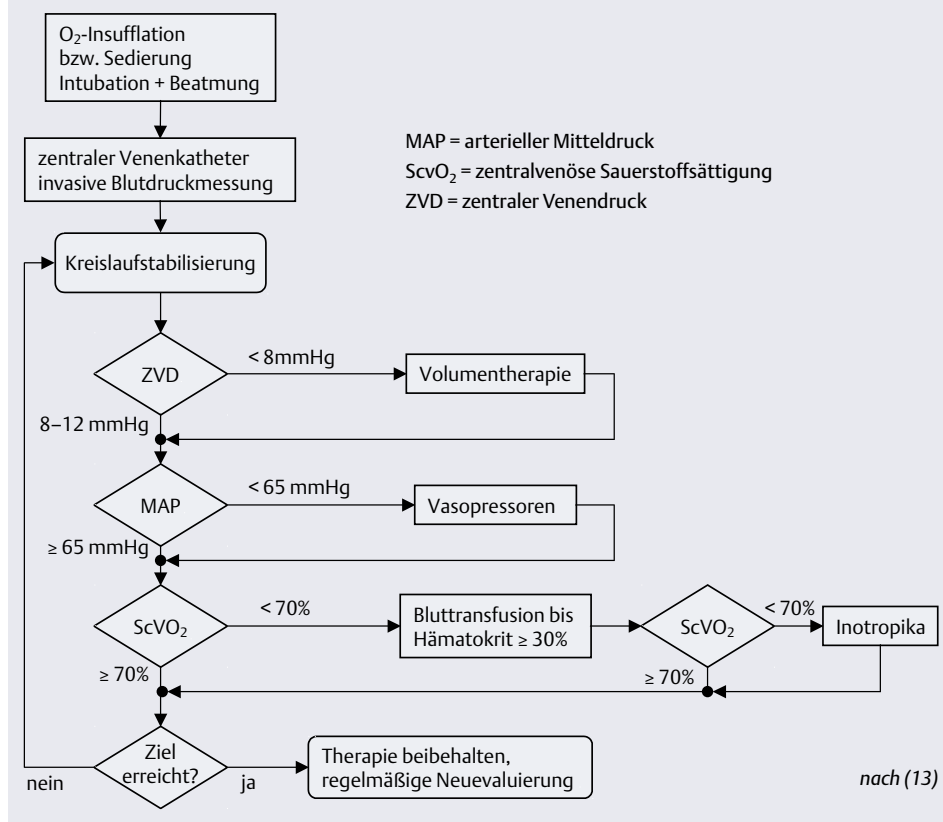 O₂-Insufflation
bzw. Sedierung
Intubation + Beatmung
zentraler Venenkatheter
invasive Blutdruckmessung
MAP = arterieller Mitteldruck
ScvO₂ = zentralvenöse Sauerstoffsättigung
ZVD = zentraler Venendruck
Kreislaufstabilisierung
ZVD
< 8mmHg
Volumentherapie
8–12 mmHg
MAP
< 65 mmHg
Vasopressoren
≥ 65 mmHg
ScVO₂
< 70%
Bluttransfusion bis
Hämatokrit ≥ 30%
ScVO₂
< 70%
Inotropika
≥ 70%
≥ 70%
Ziel
erreicht?
nein
ja
Therapie beibehalten,
regelmäßige Neuevaluierung
nach (13)